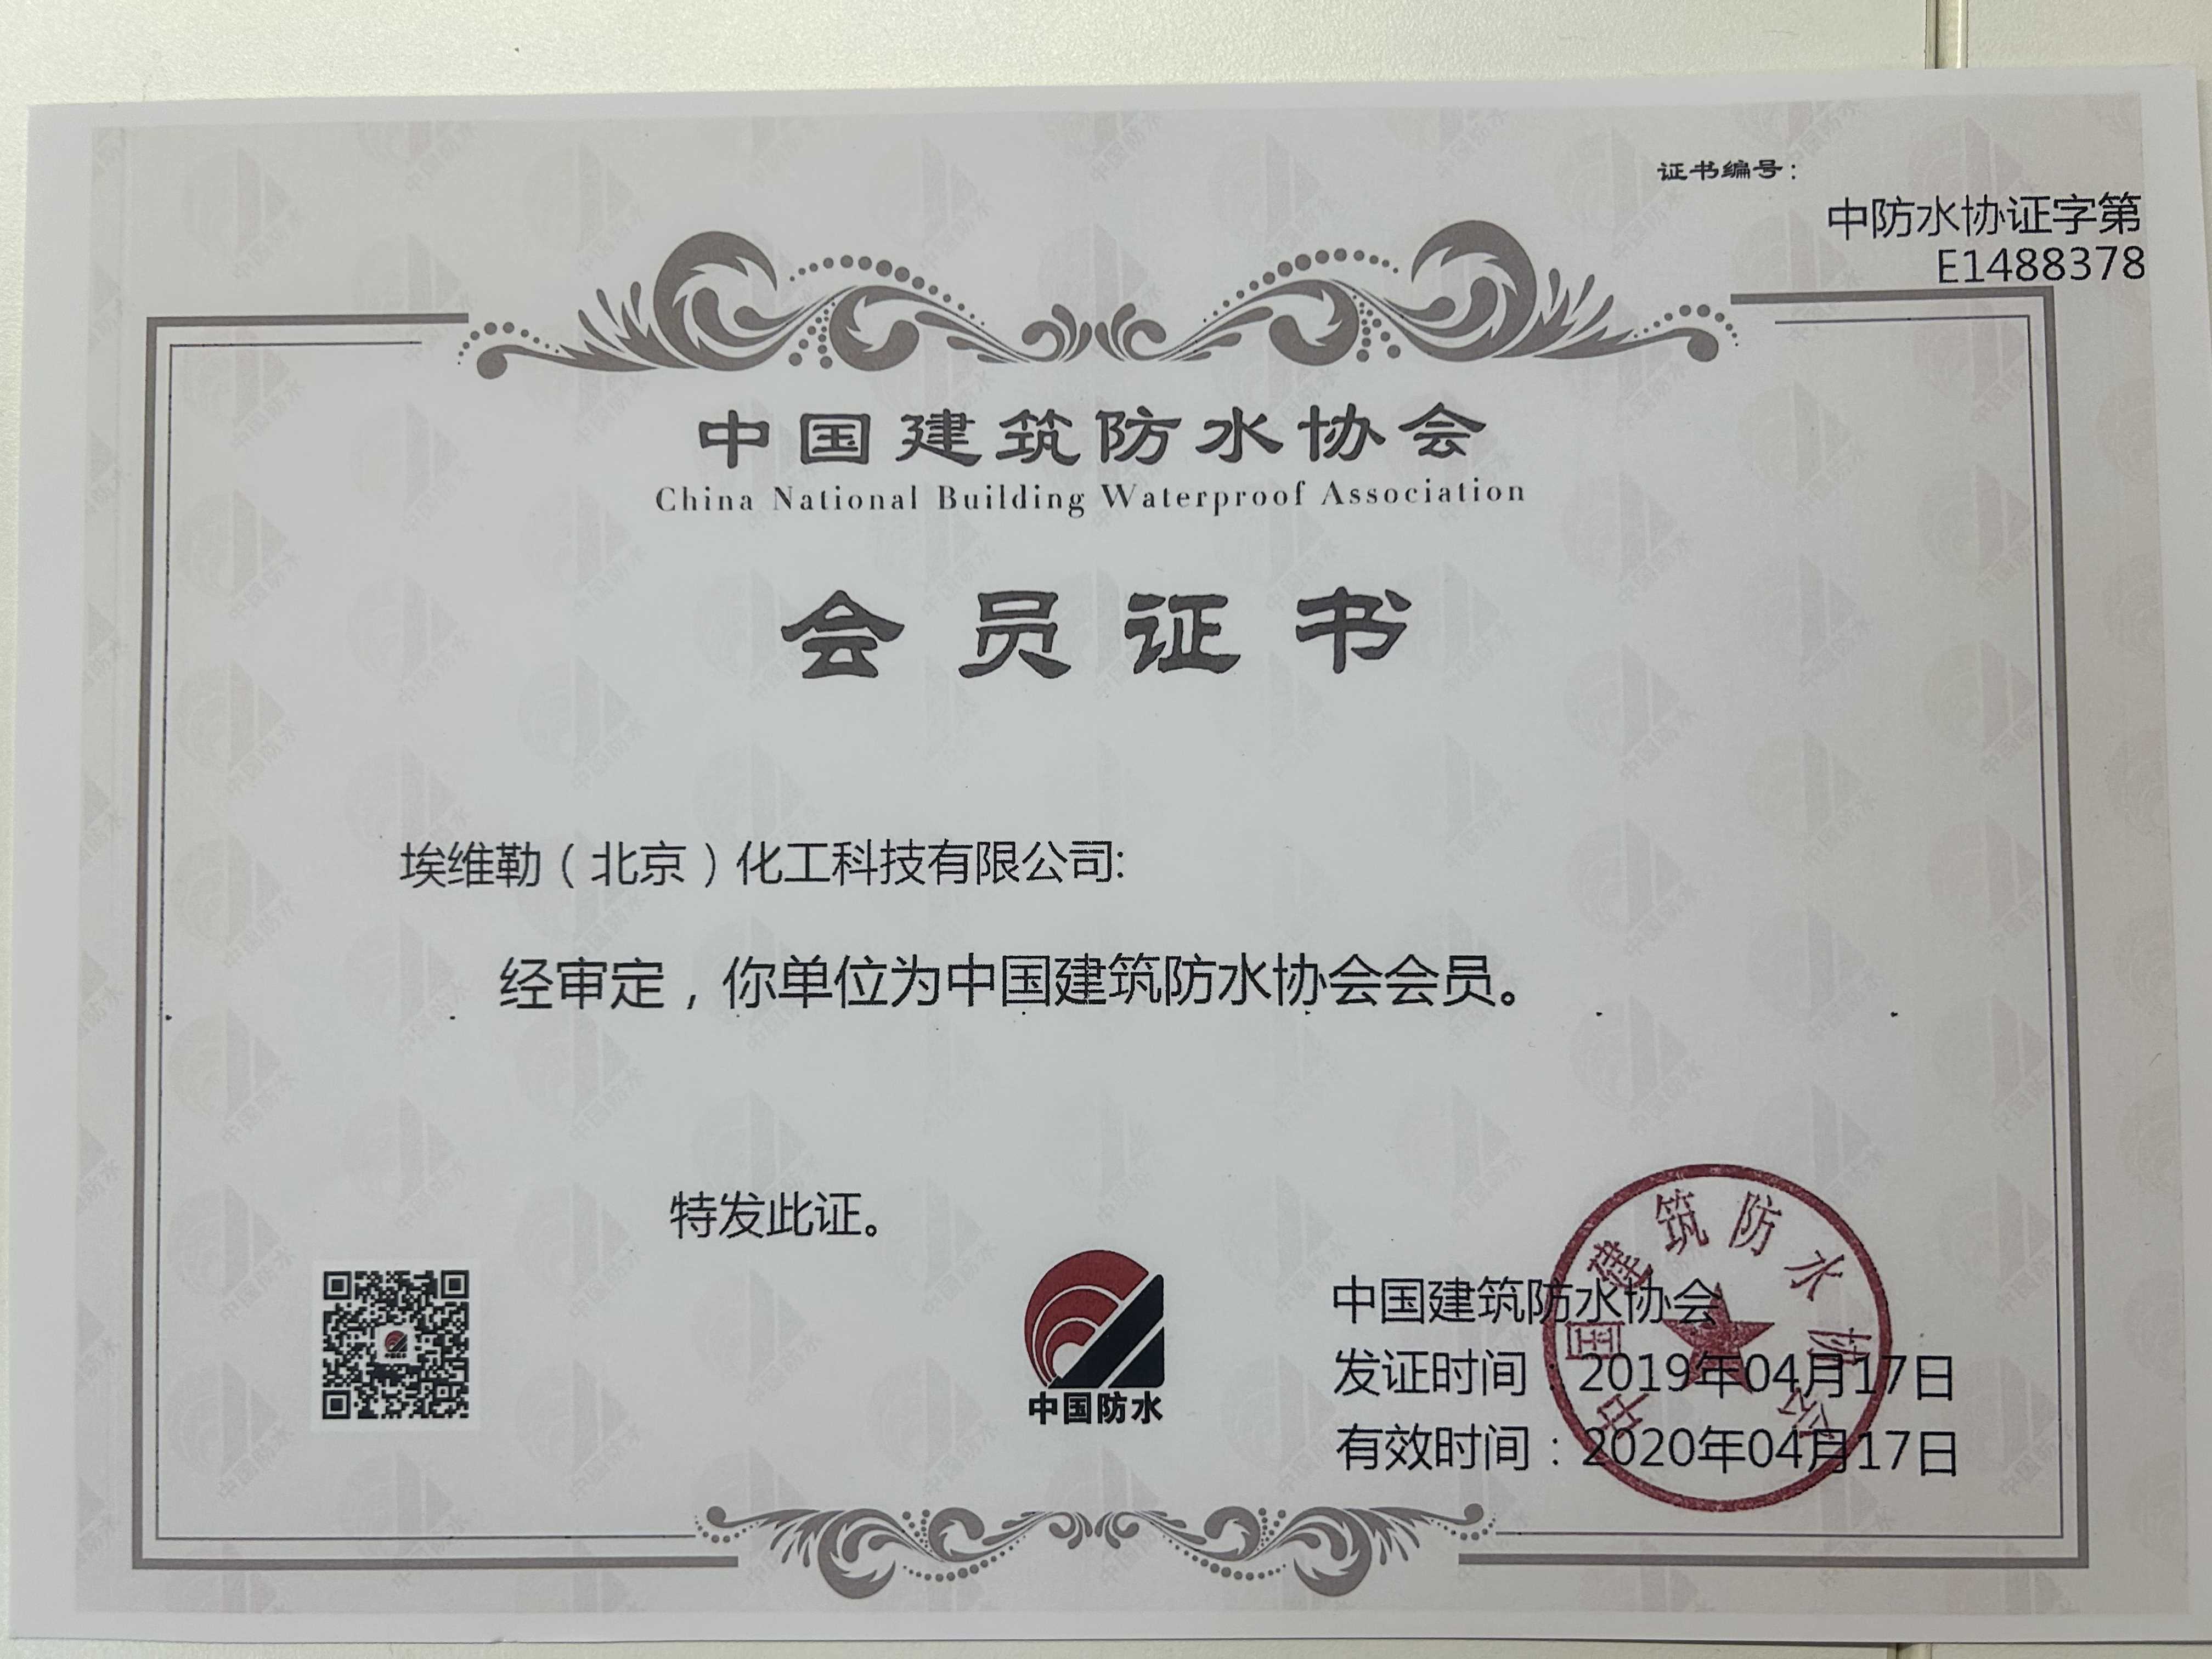 证书编号：
中防水协证字第
E1488378
中国建筑防水协会
China National Building Waterproof Association
会员证书
埃维勒（北京）化工科技有限公司:
经审定，你单位为中国建筑防水协会会员。
特发此证。
中国防水
中国建筑防水协会
发证时间：2019年04月17日
有效时间：2020年04月17日
中国建筑防水协会